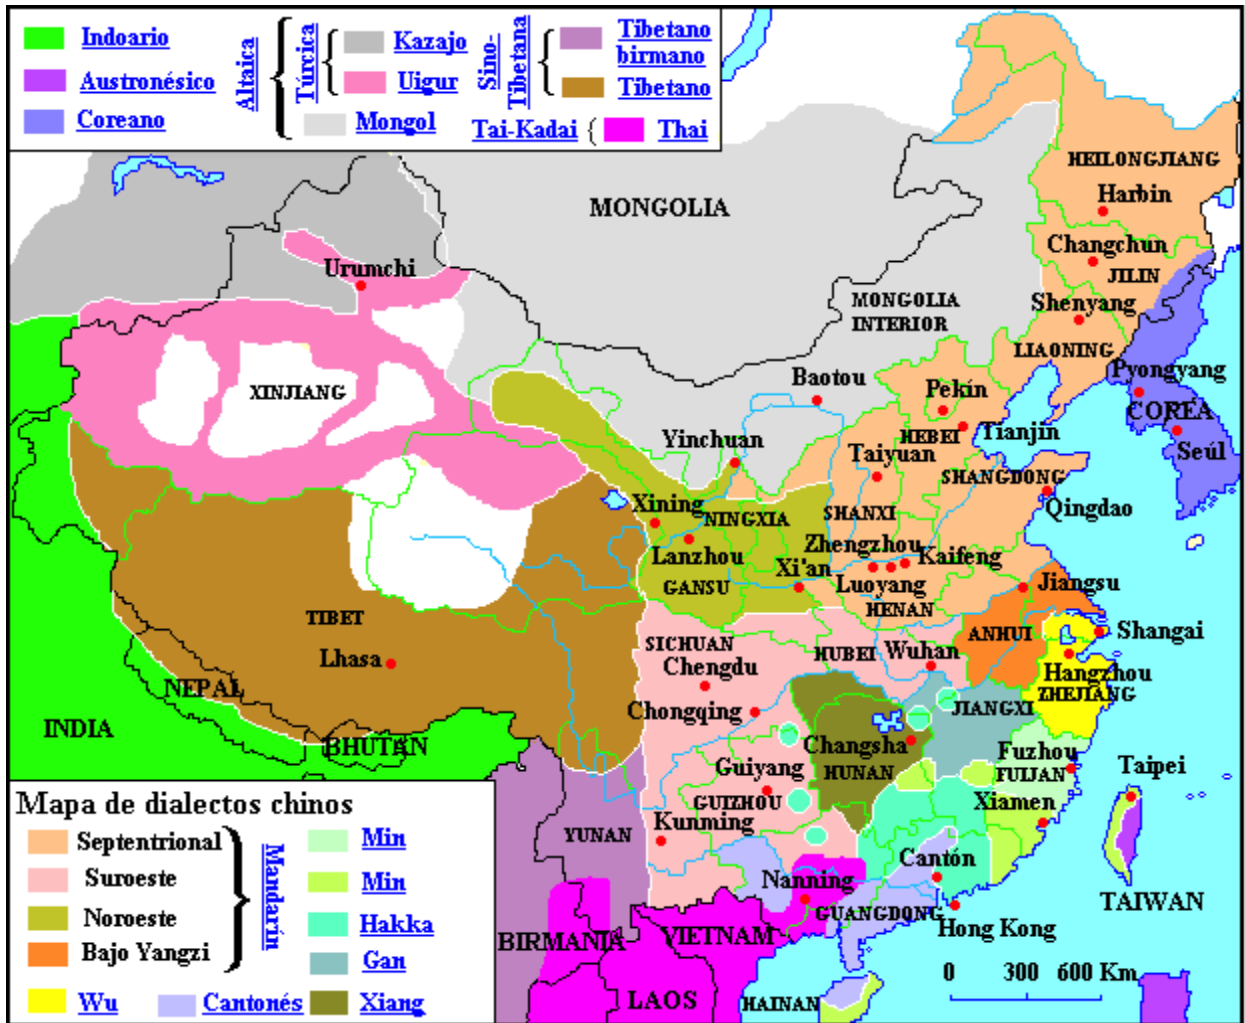 Indoario
Austronésico
Coreano
Altaica
Túrcica
Kazajo
Uigur
Mongol
Sino-
Tibetana
Tibetano
birmano
Tibetano
Tai-Kadai
Thai
HEILONGJIANG
Harbin
MONGOLIA
Changchun
JILIN
Urumchi
MONGOLIA
INTERIOR
Shenyang
LIAONING
Pyongyang
Baotou
Pekín
XINJIANG
COREA
HEBEI
Tianjin
Yinchuan
Taiyuan
Seúl
SHANGDONG
Xining
Qingdao
NINGXIA
SHANXI
Lanzhou
Zhengzhou
Kaifeng
Xi'an
Luoyang
GANSU
Jiangsu
HENAN
TIBET
ANHUI
Shangai
SICHUAN
HUBEI
Wuhan
Lhasa
Chengdu
Hangzhou
NEPAL
ZHEJIANG
Chongqing
JIANGXI
INDIA
BHUTAN
Changsha
Fuzhou
Guiyang
HUNAN
FUIJAN
Taipei
GUIZHOU
Xiamen
Kunming
YUNAN
Cantón
Nanning
TAIWAN
GUANGDONG
Hong Kong
BIRMANIA
VIETNAM
LAOS
HAINAN
0 300 600 Km
Mapa de dialectos chinos
Septentrional
Suroeste
Noroeste
Bajo Yangzi
Mandarín
Wu
Cantonés
Min
Min
Hakka
Gan
Xiang